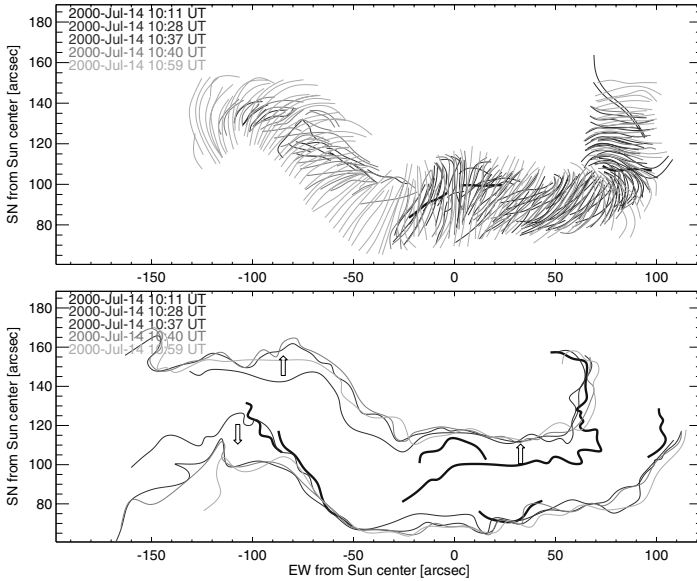 180
160
140
120
100
80
SN from Sun center [arcsec]
2000-Jul-14 10:11 UT
2000-Jul-14 10:28 UT
2000-Jul-14 10:37 UT
2000-Jul-14 10:40 UT
2000-Jul-14 10:59 UT
-150 -100 -50 0 50 100
180
160
140
120
100
80
SN from Sun center [arcsec]
2000-Jul-14 10:11 UT
2000-Jul-14 10:28 UT
2000-Jul-14 10:37 UT
2000-Jul-14 10:40 UT
2000-Jul-14 10:59 UT
-150 -100 -50 0 50 100
EW from Sun center [arcsec]